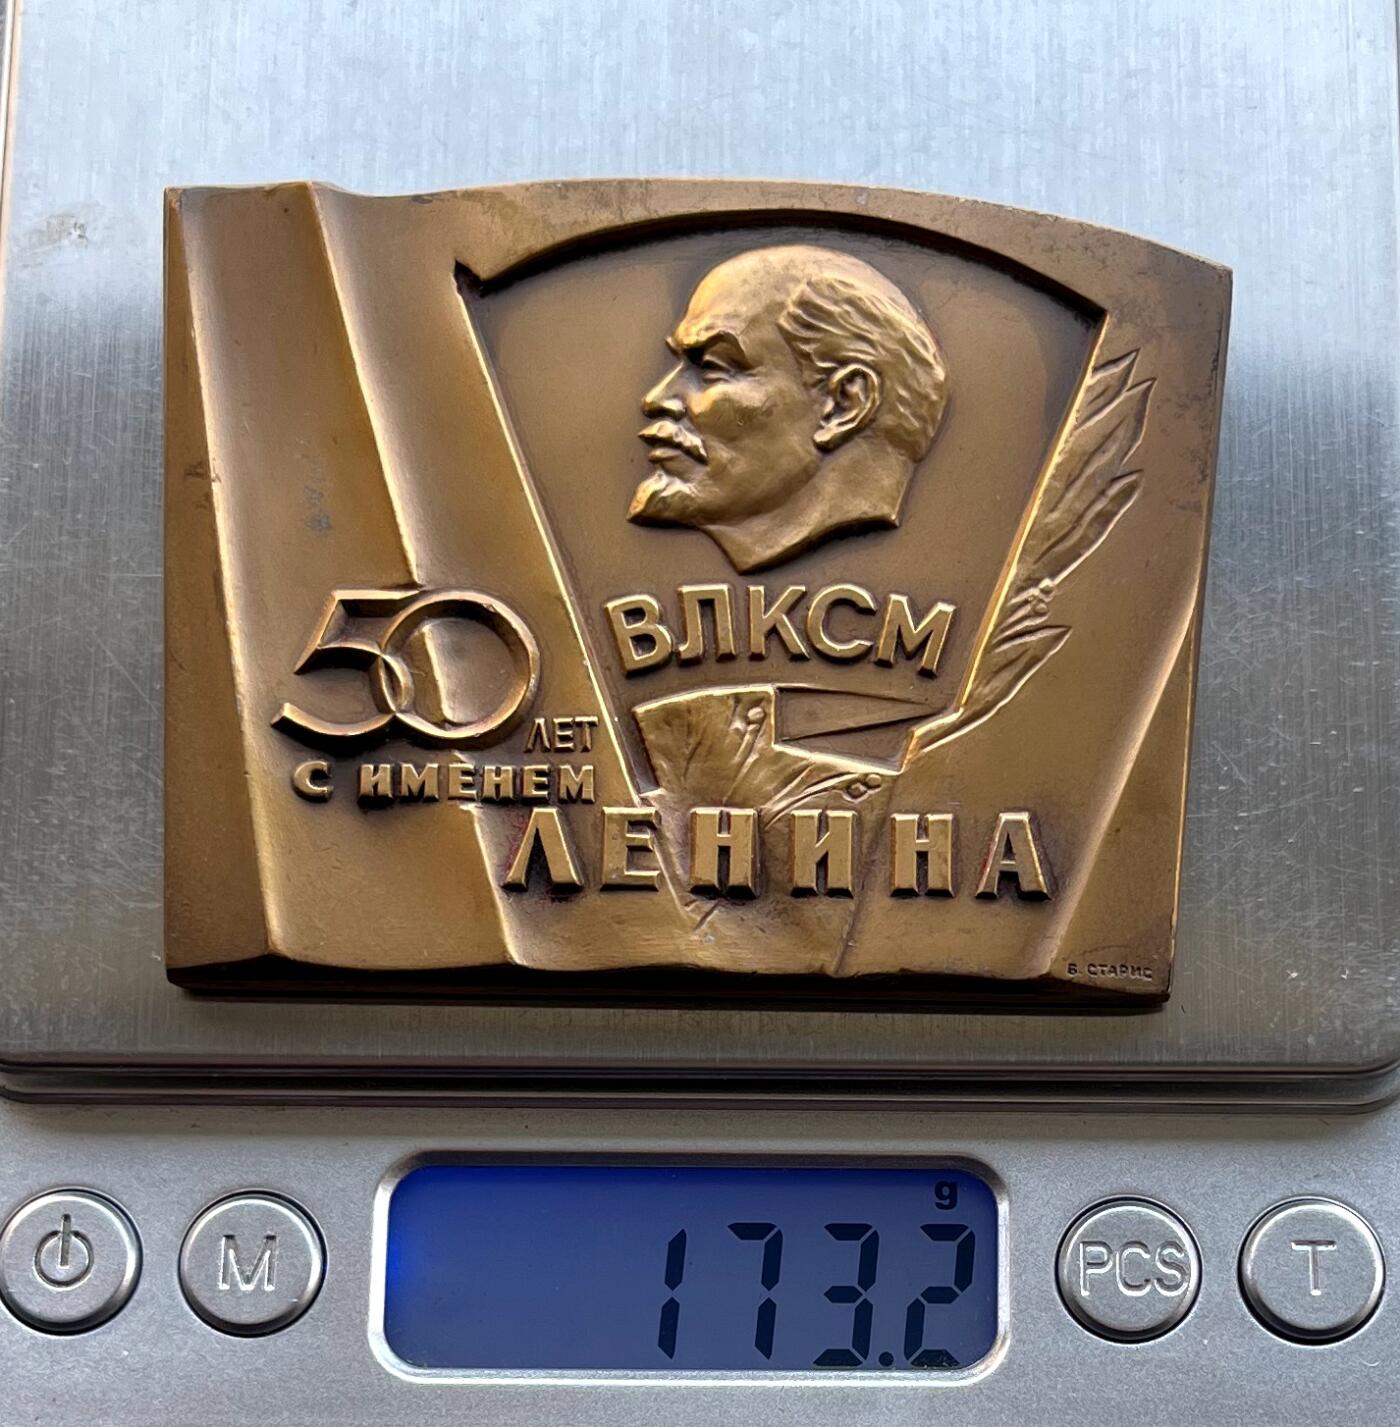 ВЛКСМ
50
ЛЕТ
С ИМЕНЕМ
ЛЕНИНА
В. СТАРИС
g
173.2
M
PCS
T